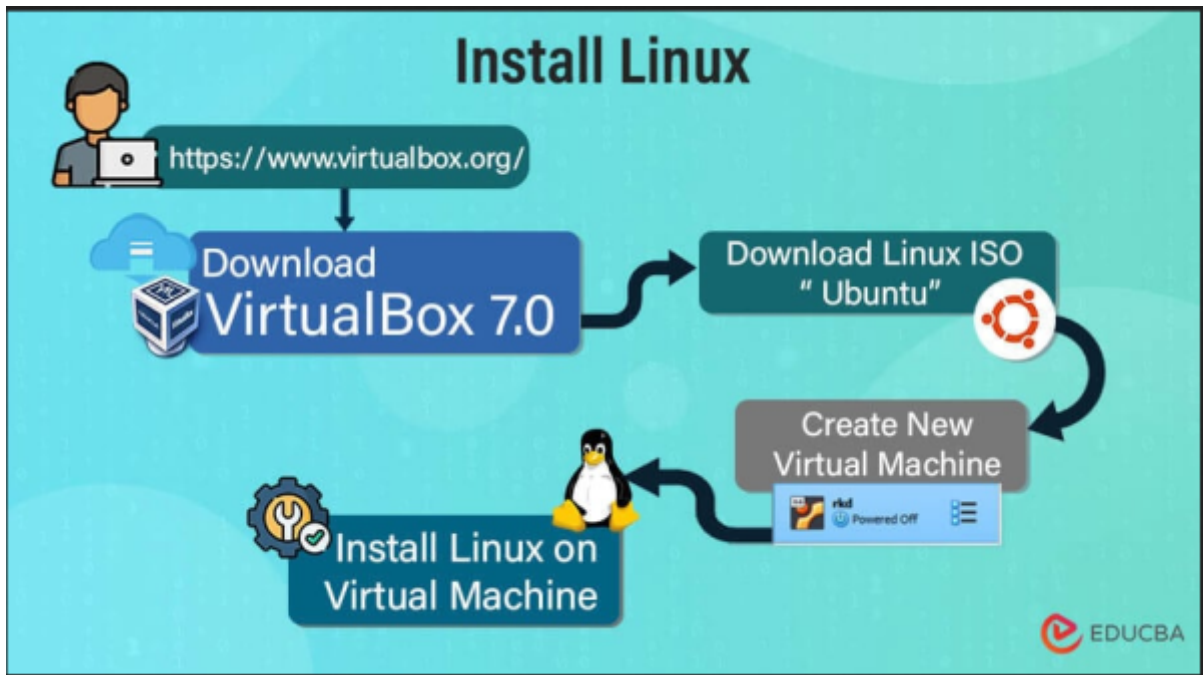 Install Linux
https://www.virtualbox.org/
Download
VirtualBox 7.0
Download Linux ISO
“ Ubuntu”
Create New
Virtual Machine
rkd
Powered Off
Install Linux on
Virtual Machine
EDUCBA